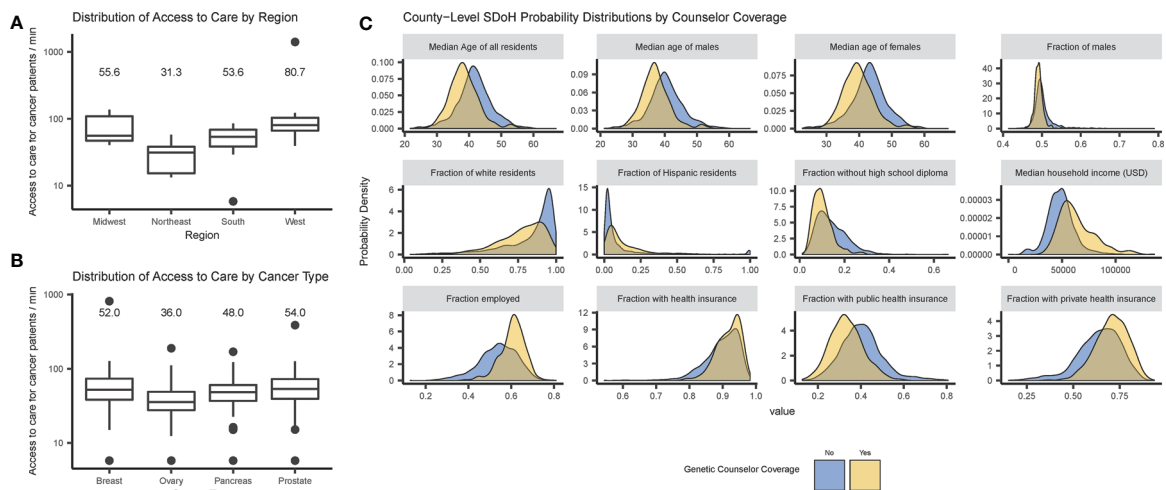 A
Distribution of Access to Care by Region
Access to care for cancer patients / min
1000
100
10
55.6 31.3 53.6 80.7
Midwest Northeast South West
Region
B
Distribution of Access to Care by Cancer Type
Access to care for cancer patients / min
1000
100
10
52.0 36.0 48.0 54.0
Breast Ovary Pancreas Prostate
C
County-Level SDoH Probability Distributions by Counselor Coverage
Probability Density
Median Age of all residents
0.100
0.075
0.050
0.025
0.000
20 30 40 50 60
Median age of males
0.09
0.06
0.03
0.00
20 30 40 50 60
Median age of females
0.075
0.050
0.025
0.000
20 30 40 50 60
Fraction of males
40
30
20
10
0
0.4 0.5 0.6 0.7 0.8
Fraction of white residents
6
4
2
0
0.00 0.25 0.50 0.75 1.00
Fraction of Hispanic residents
15
10
5
0
0.00 0.25 0.50 0.75 1.00
Fraction without high school diploma
10.0
7.5
5.0
2.5
0.0
0.0 0.2 0.4 0.6
Median household income (USD)
0.00003
0.00002
0.00001
0.00000
0 50000 100000
Fraction employed
8
6
4
2
0
0.2 0.4 0.6 0.8
Fraction with health insurance
12
9
6
3
0
0.6 0.7 0.8 0.9 1.0
Fraction with public health insurance
4
2
0
0.2 0.4 0.6 0.8
Fraction with private health insurance
4
3
2
1
0
0.25 0.50 0.75
value
Genetic Counselor Coverage
No Yes